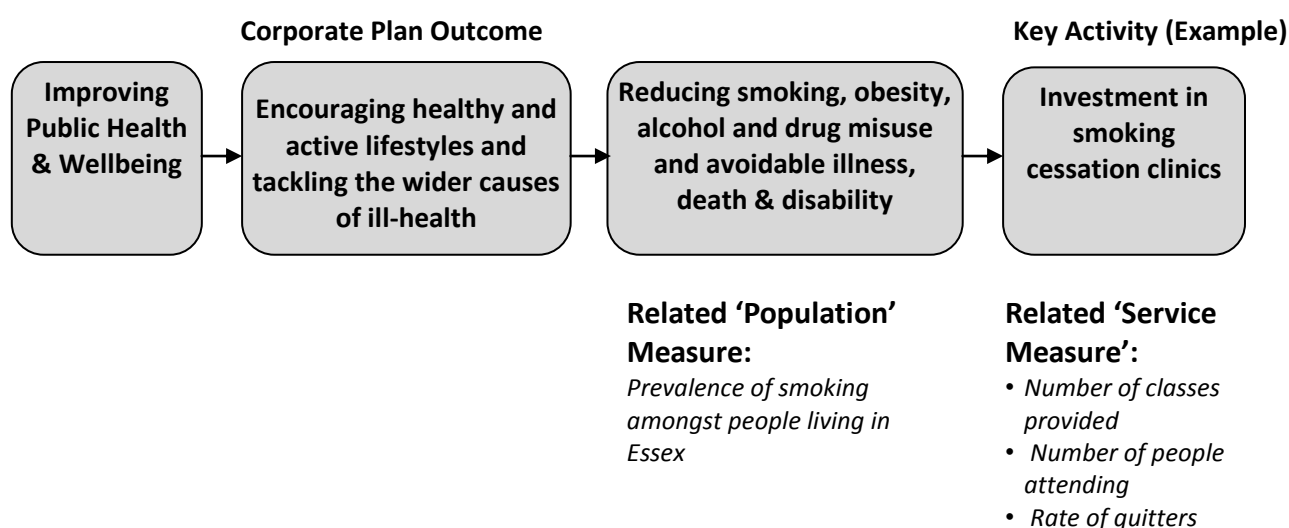 Corporate Plan Outcome
Key Activity (Example)
Improving
Public Health
& Wellbeing
Encouraging healthy and
active lifestyles and
tackling the wider causes
of ill-health
Reducing smoking, obesity,
alcohol and drug misuse
and avoidable illness,
death & disability
Investment in
smoking
cessation clinics
Related ‘Population’
Measure:
Prevalence of smoking
amongst people living in
Essex
Related ‘Service
Measure’:
• Number of classes
provided
• Number of people
attending
• Rate of quitters